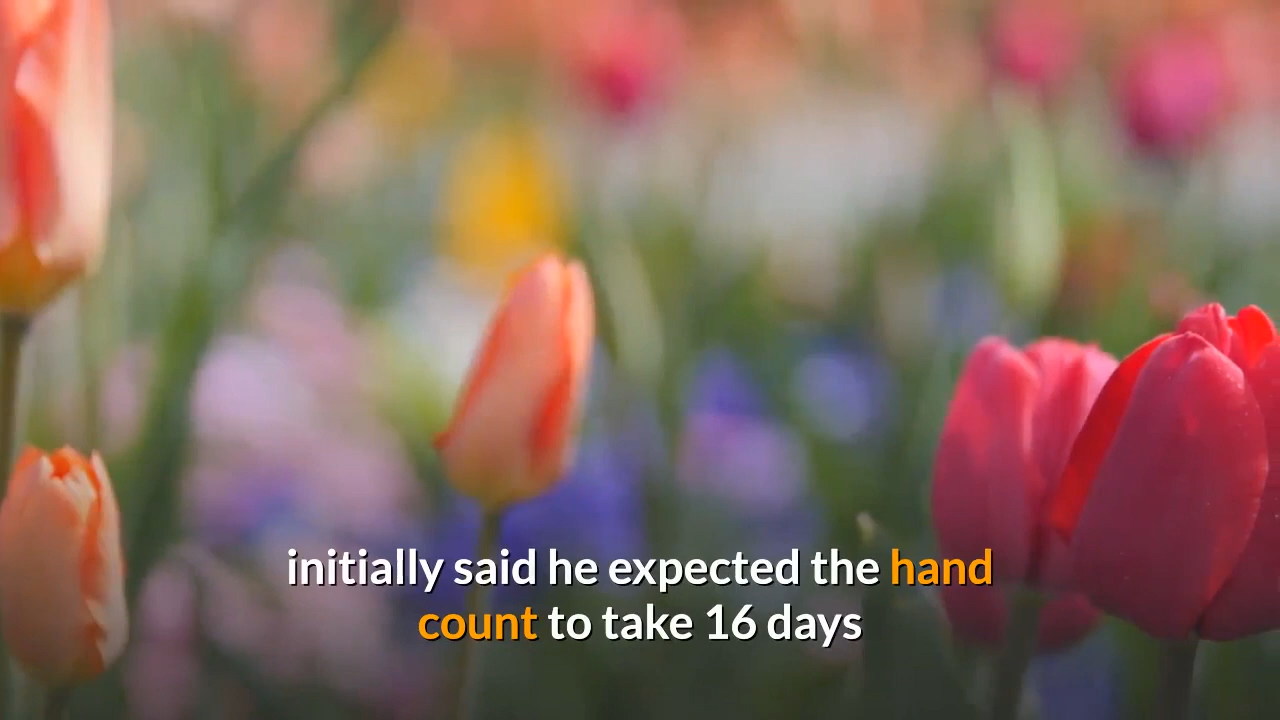 initially said he expected the hand
count to take 16 days